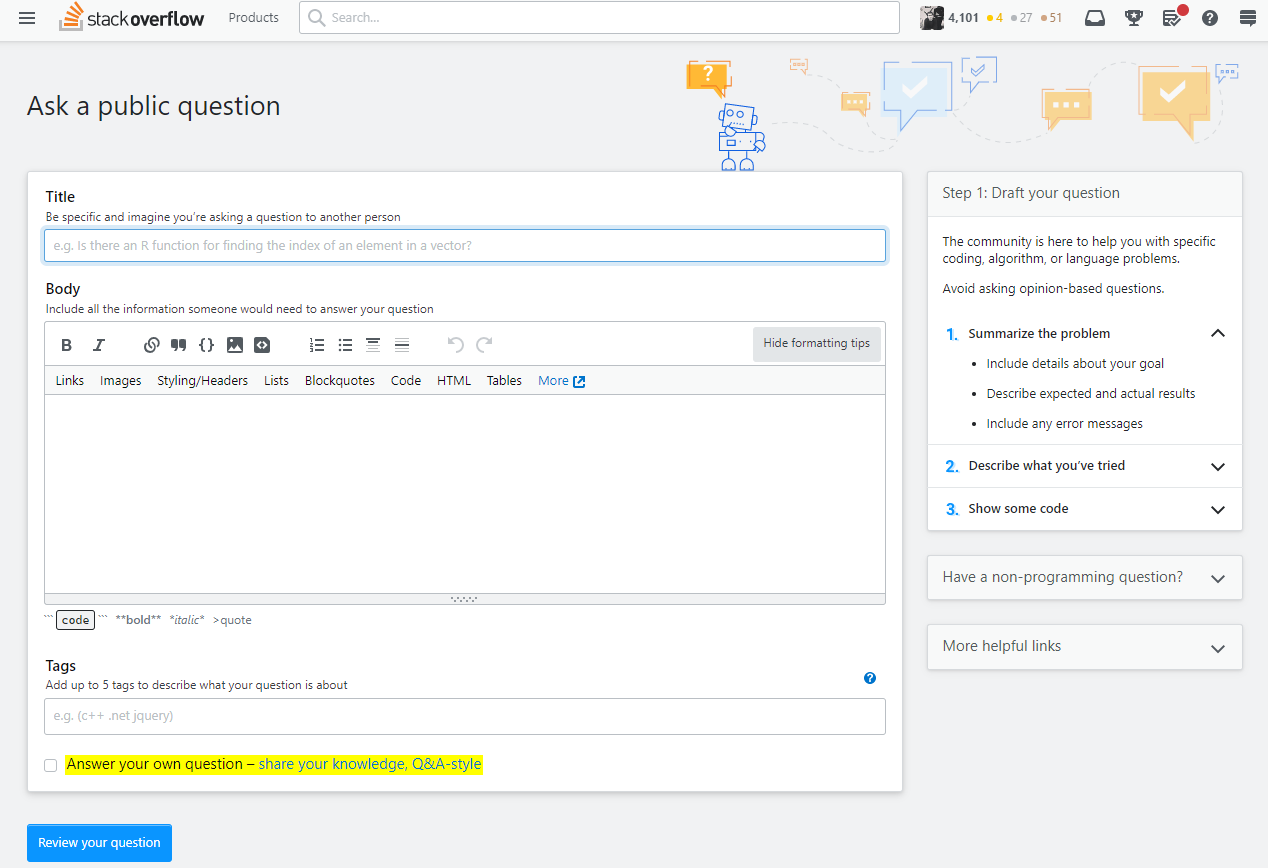 stackoverflow Products Search... 4,101 4 27 51 ?
?
Ask a public question
Title
Be specific and imagine you're asking a question to another person
e.g. Is there an R function for finding the index of an element in a vector?
Body
Include all the information someone would need to answer your question
B I {} Hide formatting tips
Links Images Styling/Headers Lists Blockquotes Code HTML Tables More
``` code ``` **bold** *italic* >quote
Tags
Add up to 5 tags to describe what your question is about
?
e.g. (c++ .net jquery)
Answer your own question – share your knowledge, Q&A-style
Review your question
Step 1: Draft your question
The community is here to help you with specific
coding, algorithm, or language problems.
Avoid asking opinion-based questions.
1. Summarize the problem
• Include details about your goal
• Describe expected and actual results
• Include any error messages
2. Describe what you've tried
3. Show some code
Have a non-programming question?
More helpful links